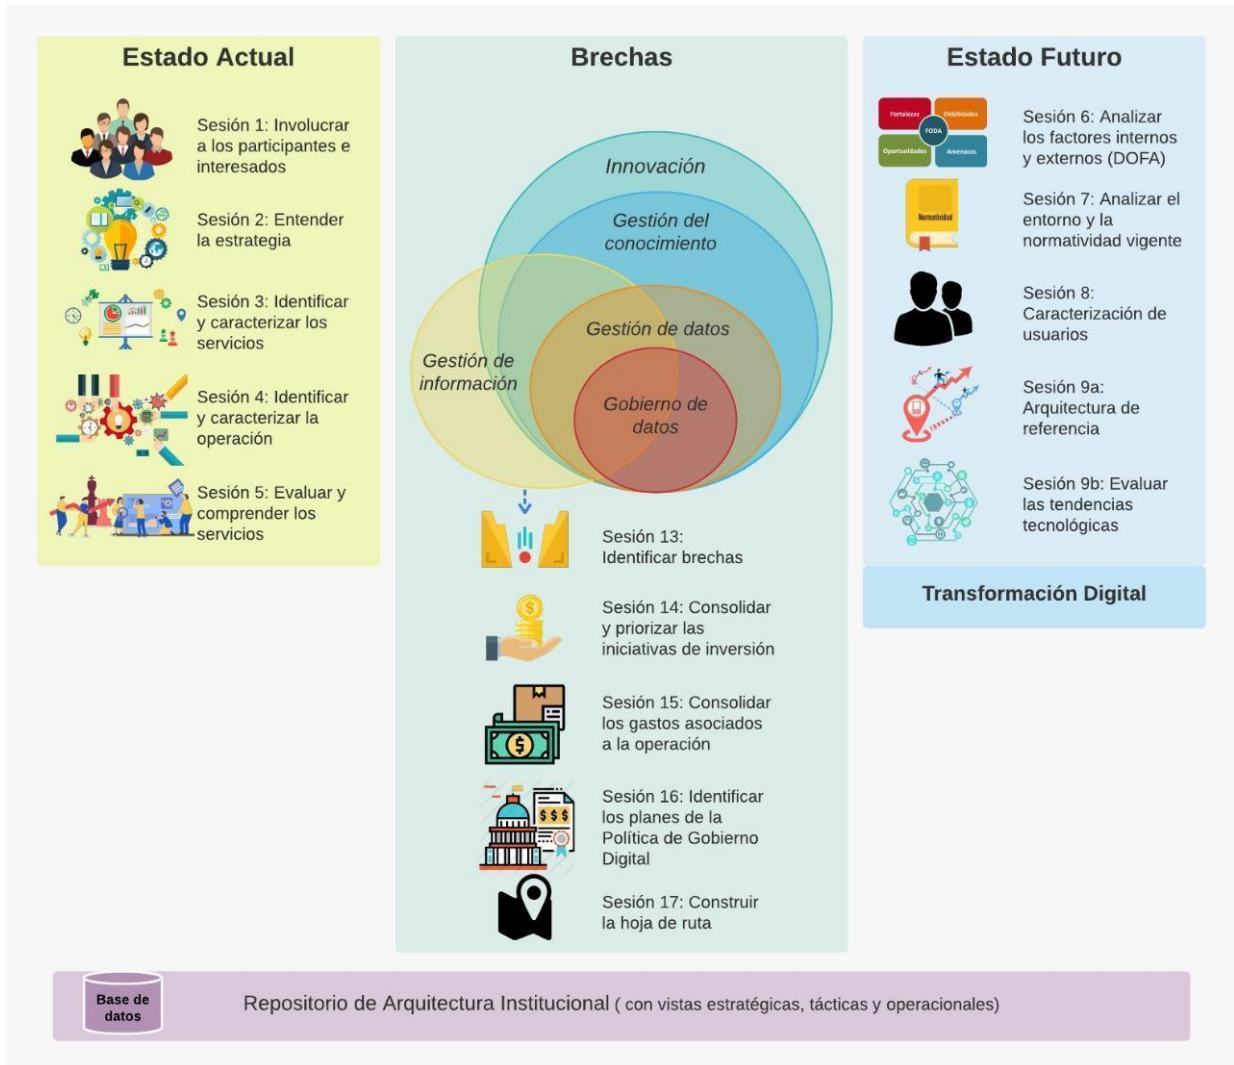 Estado Actual
Sesión 1: Involucrar
a los participantes e
interesados
Sesión 2: Entender
la estrategia
Sesión 3: Identificar
y caracterizar los
servicios
Sesión 4: Identificar
y caracterizar la
operación
Sesión 5: Evaluar y
comprender los
servicios
Brechas
Innovación
Gestión del
conocimiento
Gestión de datos
Gestión de
información
Gobierno de
datos
Sesión 13:
Identificar brechas
Sesión 14: Consolidar
y priorizar las
iniciativas de inversión
Sesión 15: Consolidar
los gastos asociados
a la operación
Sesión 16: Identificar
los planes de la
Política de Gobierno
Digital
Sesión 17: Construir
la hoja de ruta
Estado Futuro
Fortalezas
Debilidades
FODA
Oportunidades
Amenazas
Sesión 6: Analizar
los factores internos
y externos (DOFA)
Normatividad
Sesión 7: Analizar el
entorno y la
normatividad vigente
Sesión 8:
Caracterización de
usuarios
Sesión 9a:
Arquitectura de
referencia
Sesión 9b: Evaluar
las tendencias
tecnológicas
Transformación Digital
Base de
datos
Repositorio de Arquitectura Institucional ( con vistas estratégicas, tácticas y operacionales)